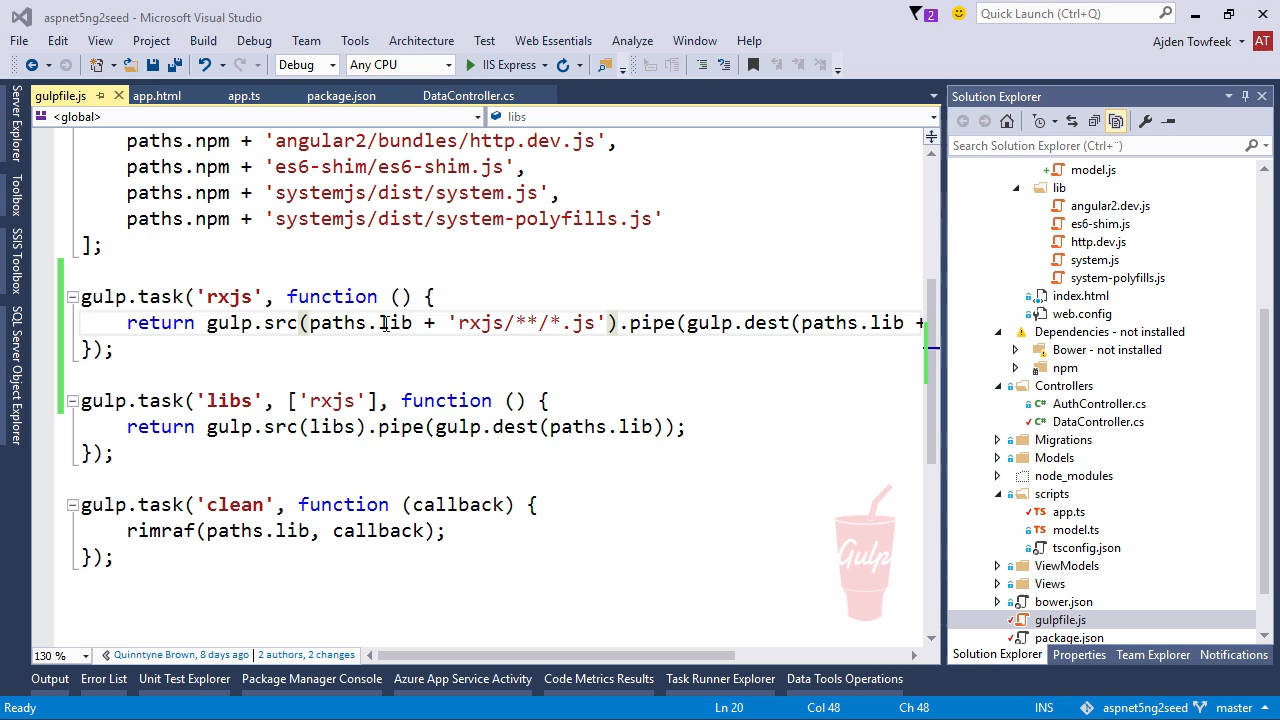 aspnet5ng2seed - Microsoft Visual Studio
2
Quick Launch (Ctrl+Q)
File Edit View Project Build Debug Team Tools Architecture Test Web Essentials Analyze Window Help
Ajden Towfeek AT
Debug Any CPU IIS Express
gulpfile.js app.html app.ts package.json DataController.cs
<global> libs
paths.npm + 'angular2/bundles/http.dev.js',
paths.npm + 'es6-shim/es6-shim.js',
paths.npm + 'systemjs/dist/system.js',
paths.npm + 'systemjs/dist/system-polyfills.js'
];
gulp.task('rxjs', function () {
return gulp.src(paths.lib + 'rxjs/**/*.js').pipe(gulp.dest(paths.lib +
});
gulp.task('libs', ['rxjs'], function () {
return gulp.src(libs).pipe(gulp.dest(paths.lib));
});
gulp.task('clean', function (callback) {
rimraf(paths.lib, callback);
});
Gulp
130 % Quinntyne Brown, 8 days ago | 2 authors, 2 changes
Server Explorer
Toolbox
SSIS Toolbox
SQL Server Object Explorer
Solution Explorer
Search Solution Explorer (Ctrl+¨)
model.js
lib
angular2.dev.js
es6-shim.js
http.dev.js
system.js
system-polyfills.js
index.html
web.config
Dependencies - not installed
Bower - not installed
npm
Controllers
AuthController.cs
DataController.cs
Migrations
Models
node_modules
scripts
app.ts
model.ts
tsconfig.json
ViewModels
Views
bower.json
gulpfile.js
package.json
Solution Explorer Properties Team Explorer Notifications
Output Error List Unit Test Explorer Package Manager Console Azure App Service Activity Code Metrics Results Task Runner Explorer Data Tools Operations
Ready Ln 20 Col 48 Ch 48 INS aspnet5ng2seed master